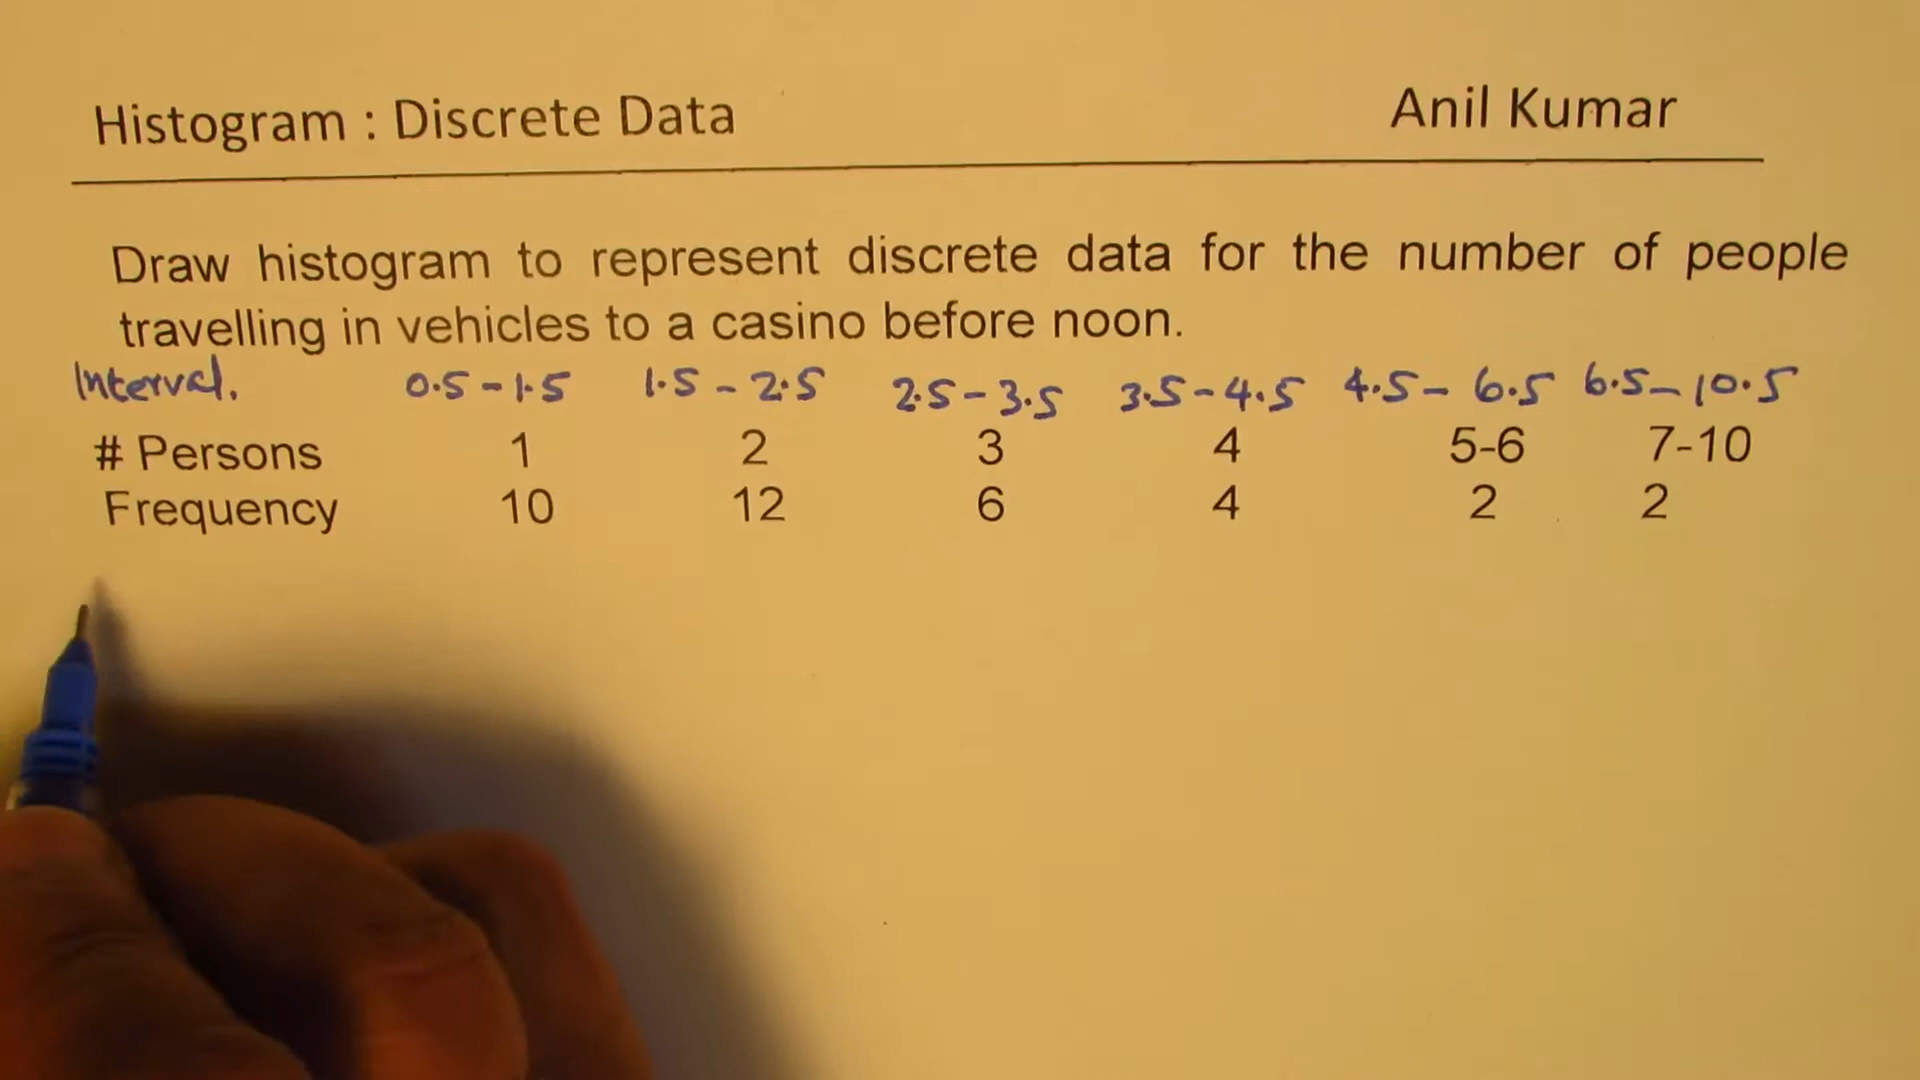 Histogram : Discrete Data Anil Kumar
Draw histogram to represent discrete data for the number of people
travelling in vehicles to a casino before noon.
Interval. 0.5-1.5 1.5-2.5 2.5-3.5 3.5-4.5 4.5-6.5 6.5-10.5
# Persons 1 2 3 4 5-6 7-10
Frequency 10 12 6 4 2 2